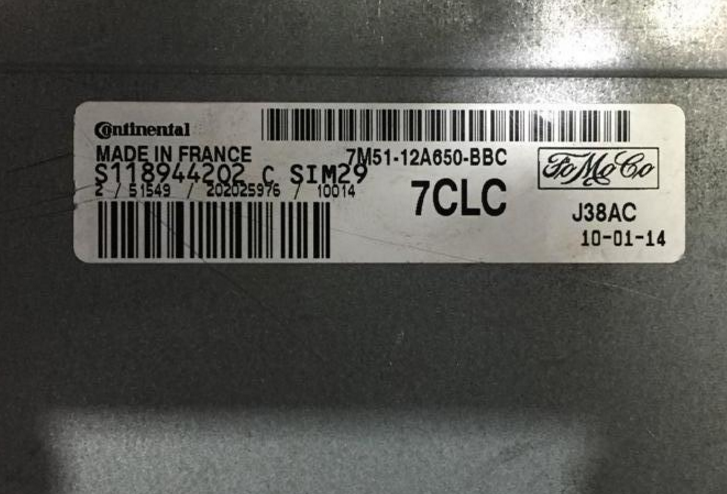 Continental
MADE IN FRANCE
7M51-12A650-BBC
FoMoCo
S118944202 C SIM29
2 / 51549 / 202025976 / 10014
7CLC
J38AC
10-01-14